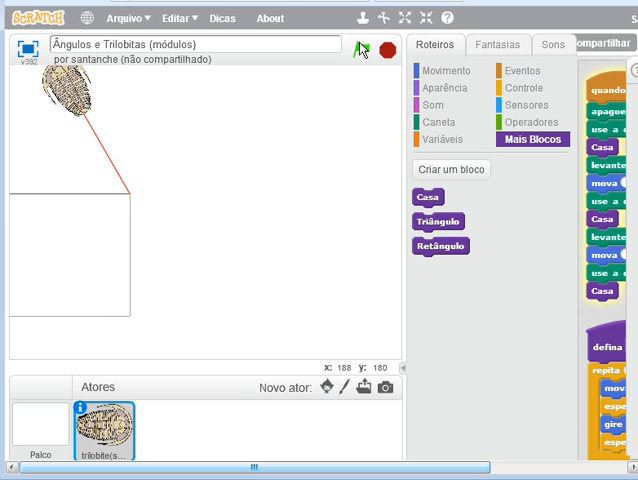 SCRATCH Arquivo Editar Dicas About
Ângulos e Trilobitas (módulos)
por santanche (não compartilhado)
v392
Roteiros Fantasias Sons
ompartilhar
Movimento Eventos
Aparência Controle
Som Sensores
Caneta Operadores
Variáveis Mais Blocos
Criar um bloco
Casa
Triângulo
Retângulo
quando
apague
use a c
Casa
levante
mova
use a c
Casa
levante
mova
use a c
Casa
defina
repita
mov
espe
gire
espe
x: 188 y: 180
Atores Novo ator:
Palco
trilobite(s...